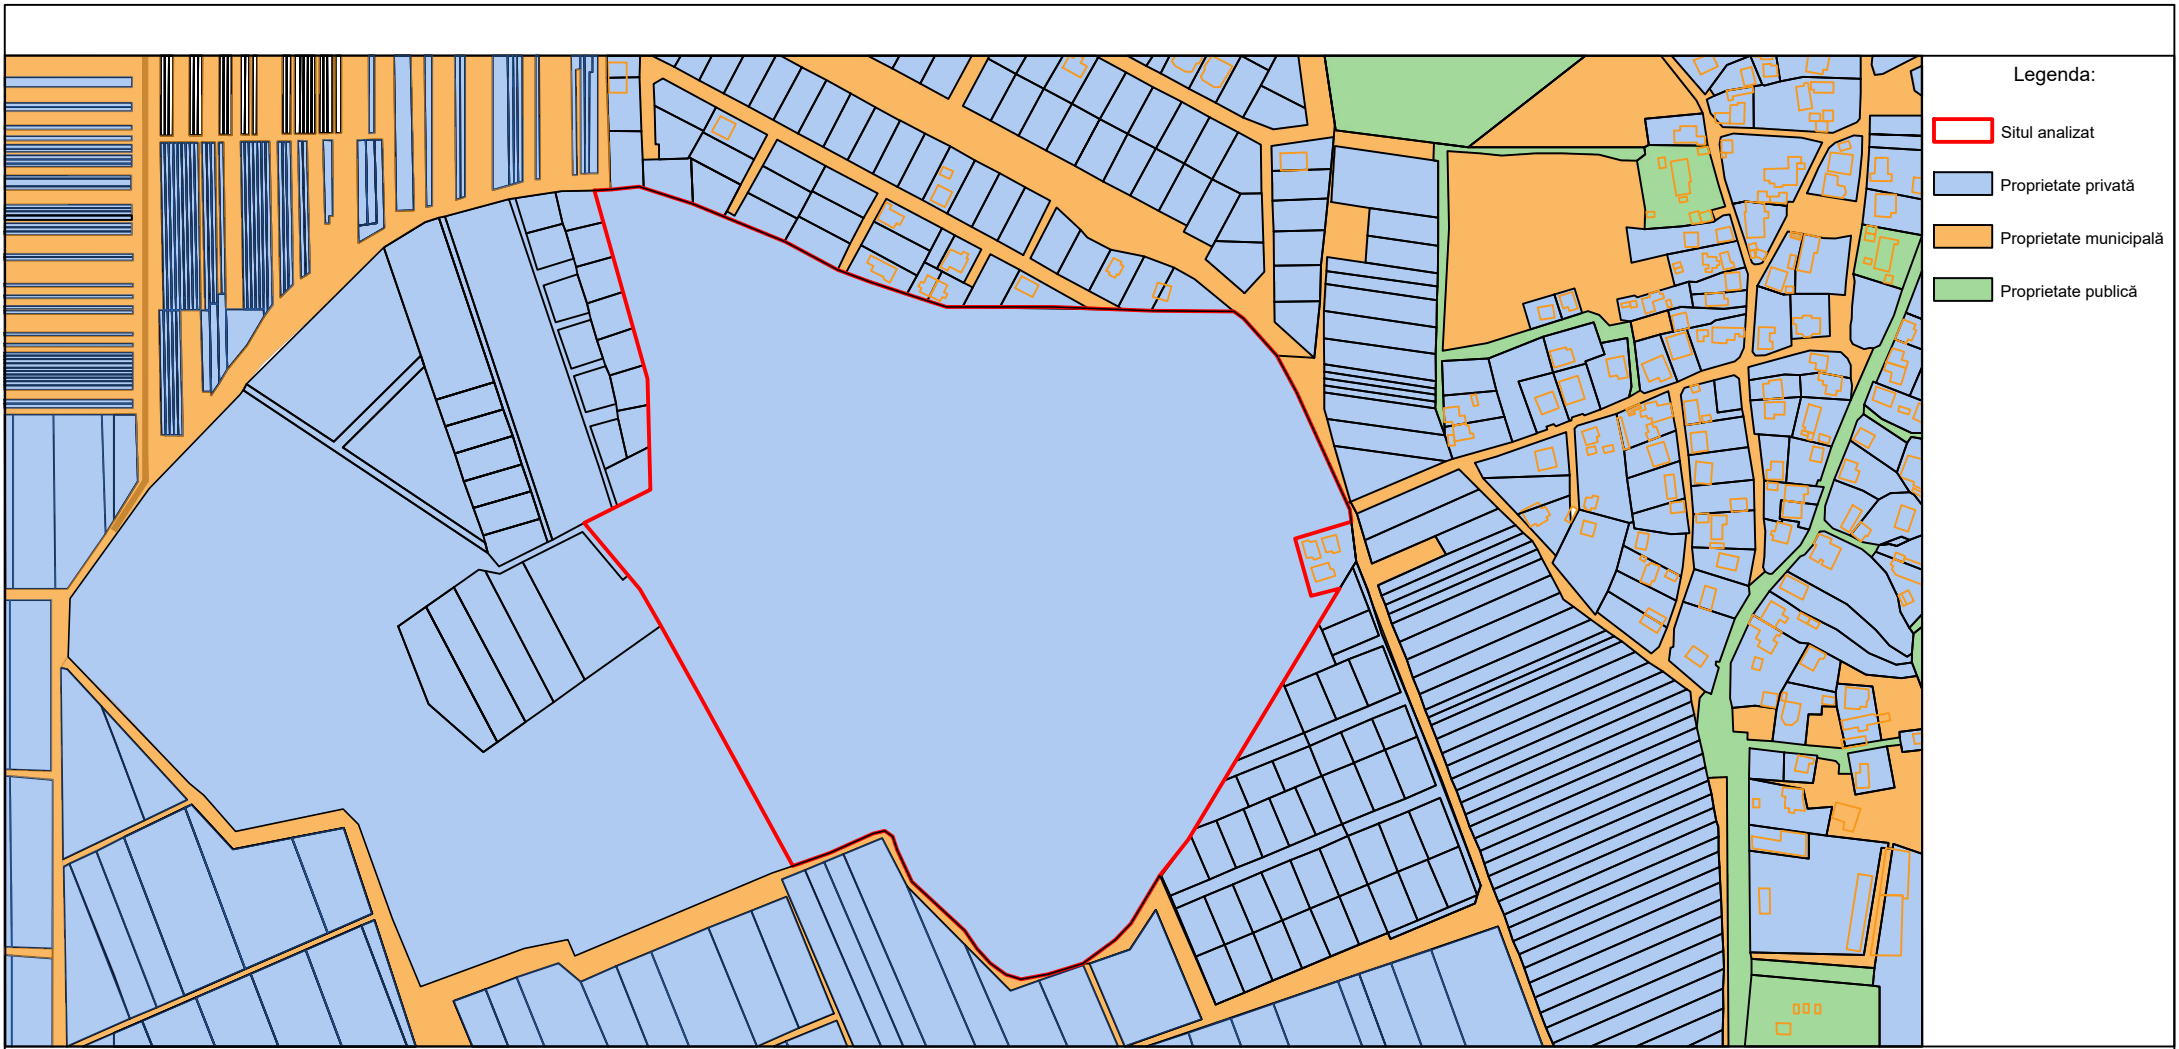 Legenda:
Situl analizat
Proprietate privată
Proprietate municipală
Proprietate publică